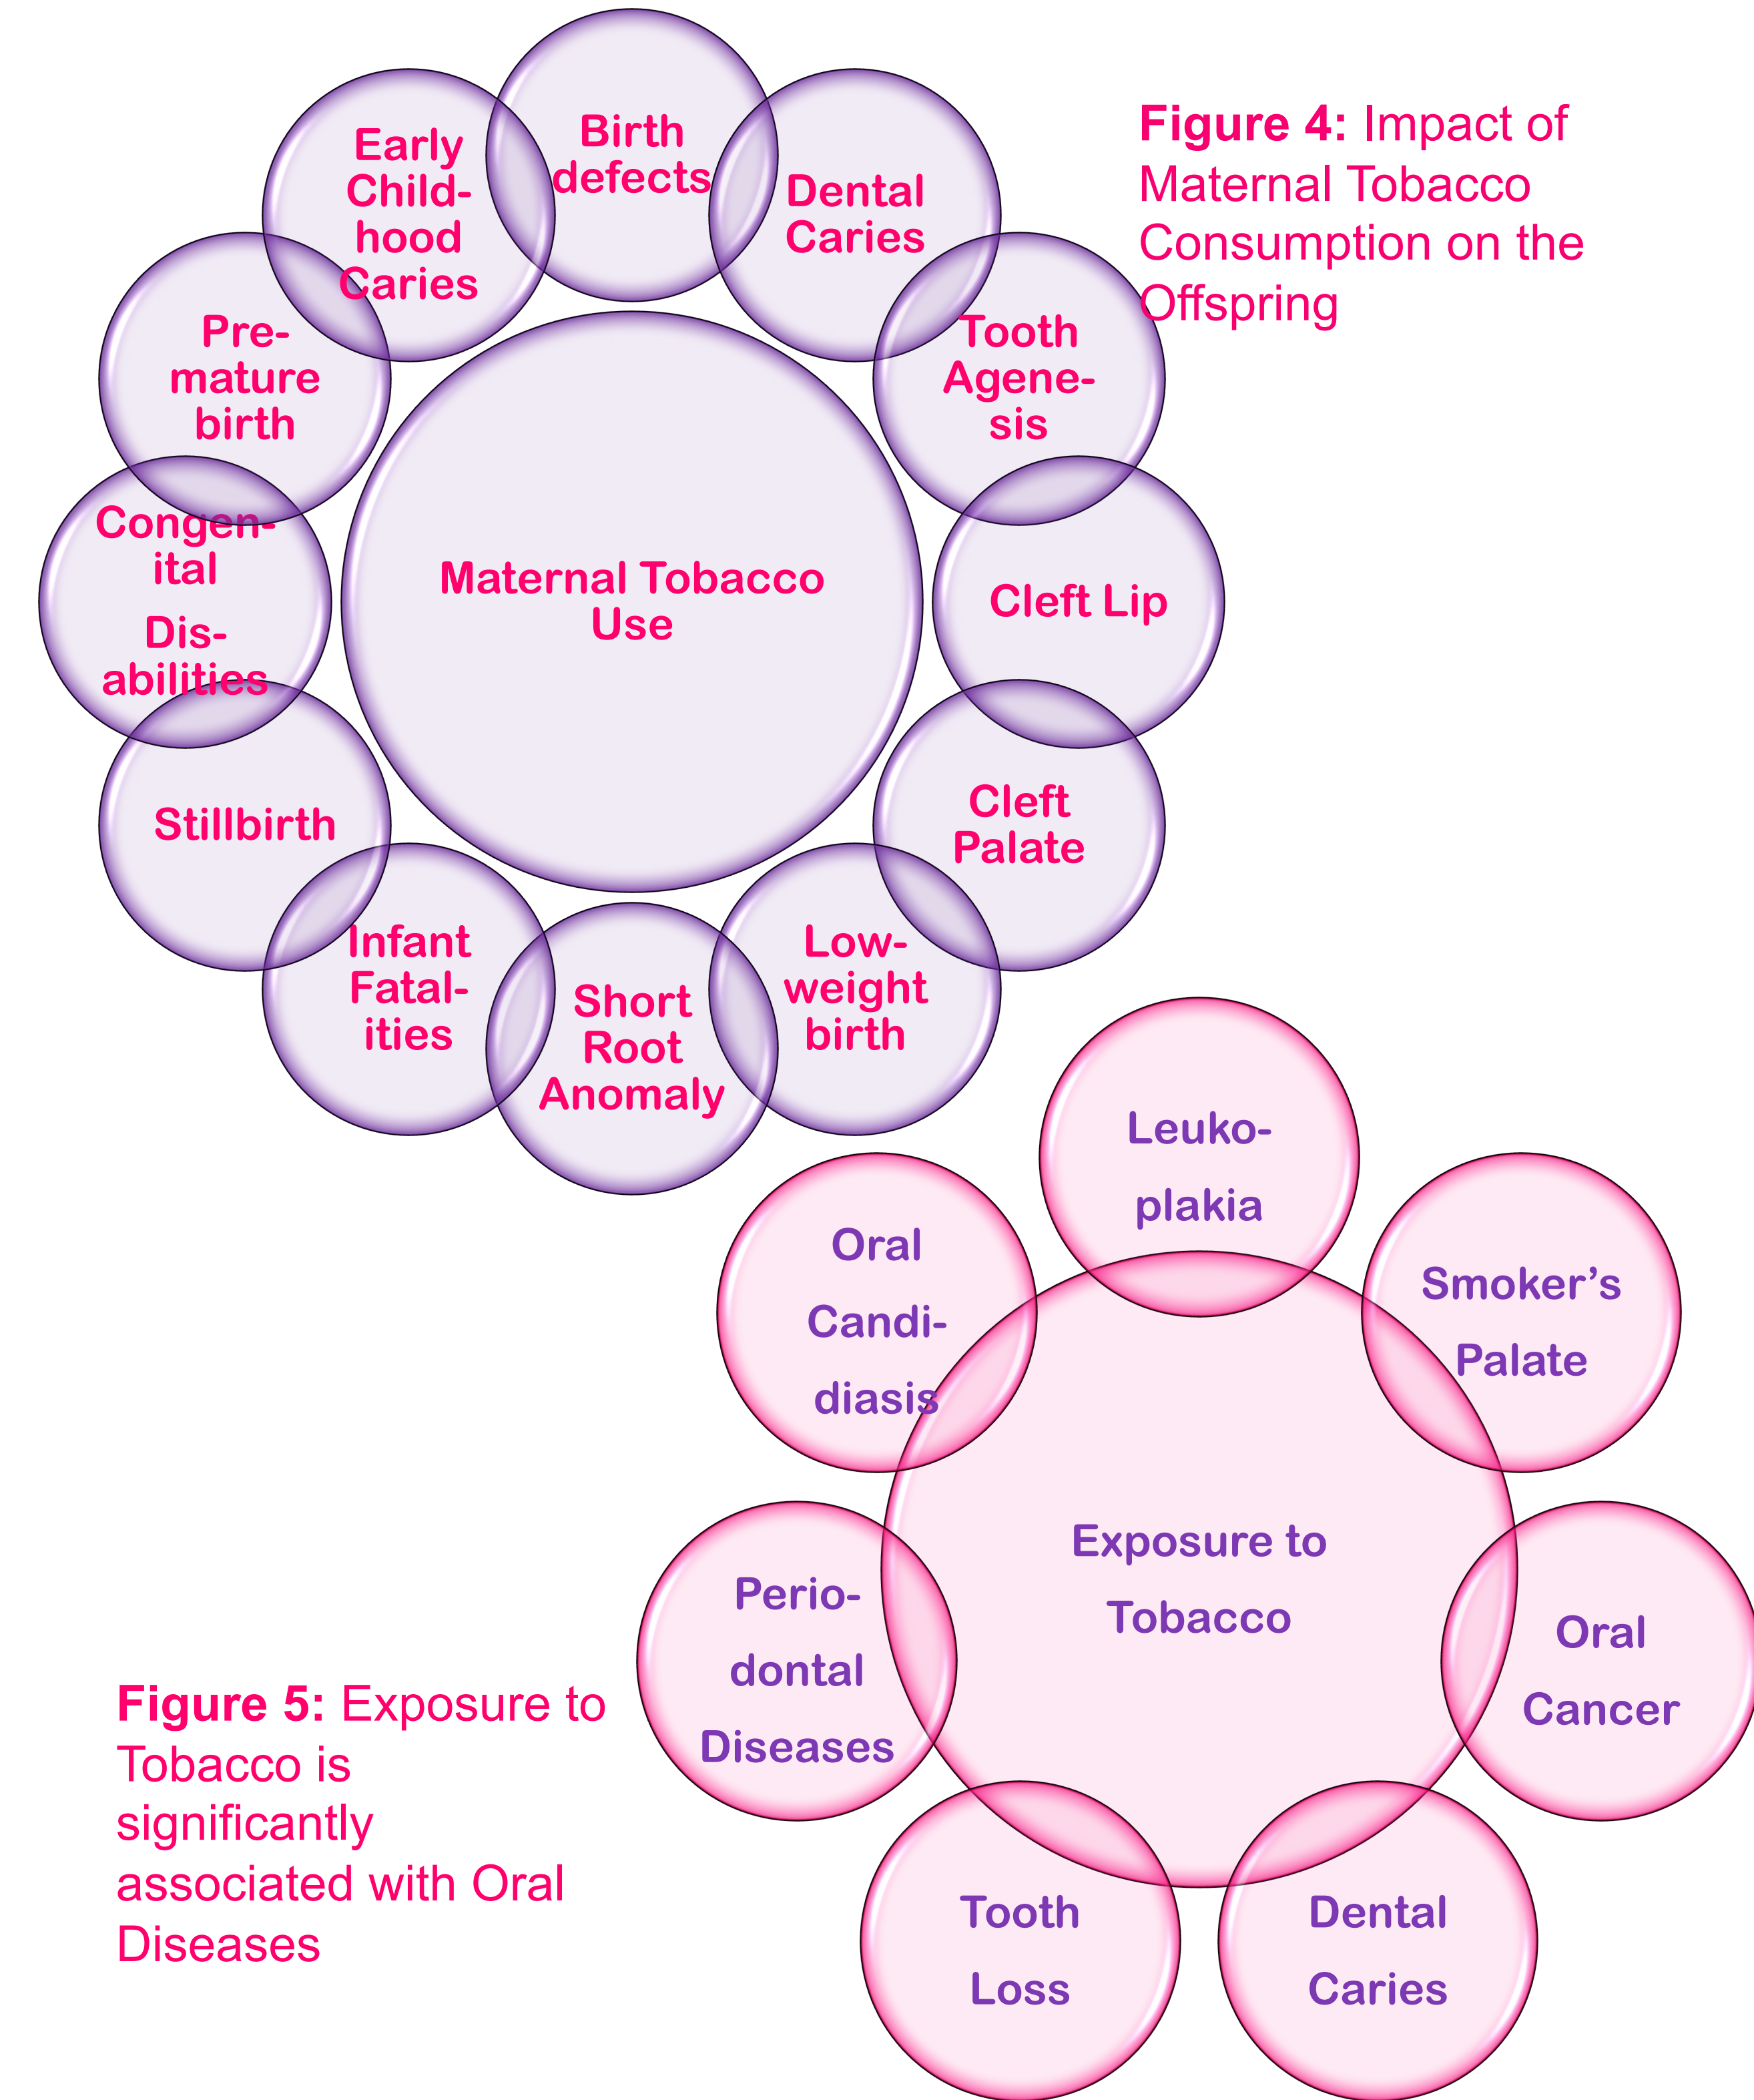 Figure 4: Impact of
Maternal Tobacco
Consumption on the
Offspring
Birth
defects
Dental
Caries
Tooth
Agene-
sis
Cleft Lip
Cleft
Palate
Low-
weight
birth
Short
Root
Anomaly
Infant
Fatal-
ities
Stillbirth
Congen-
ital
Dis-
abilities
Pre-
mature
birth
Early
Child-
hood
Caries
Maternal Tobacco
Use
Leuko-
plakia
Smoker’s
Palate
Oral
Cancer
Dental
Caries
Tooth
Loss
Perio-
dontal
Diseases
Oral
Candi-
diasis
Exposure to
Tobacco
Figure 5: Exposure to
Tobacco is
significantly
associated with Oral
Diseases